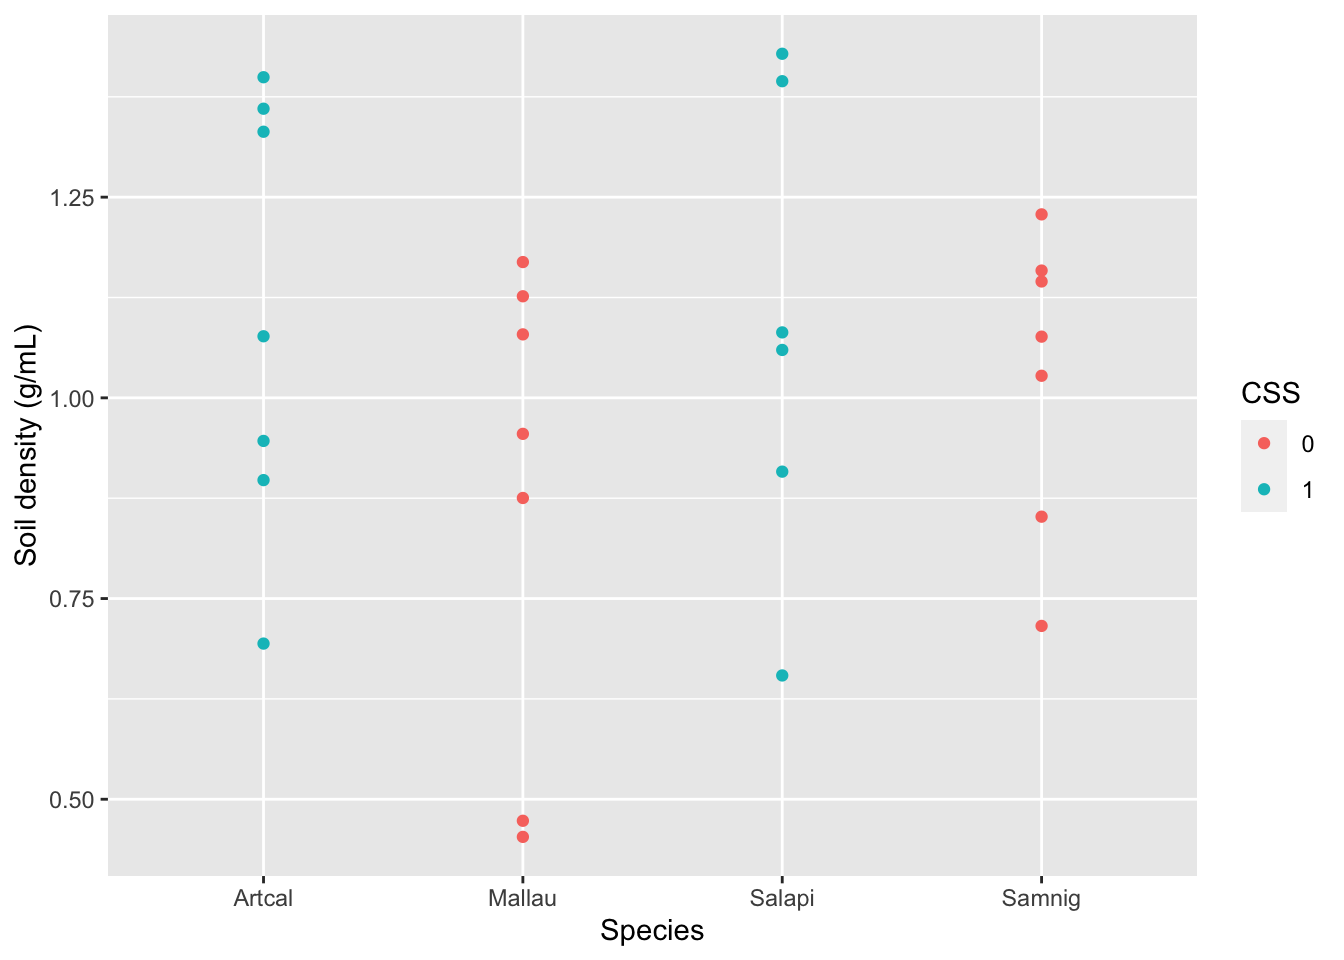 Soil density (g/mL)
1.25
1.00
0.75
0.50
Artcal Mallau Salapi Samnig
Species
CSS
0
1